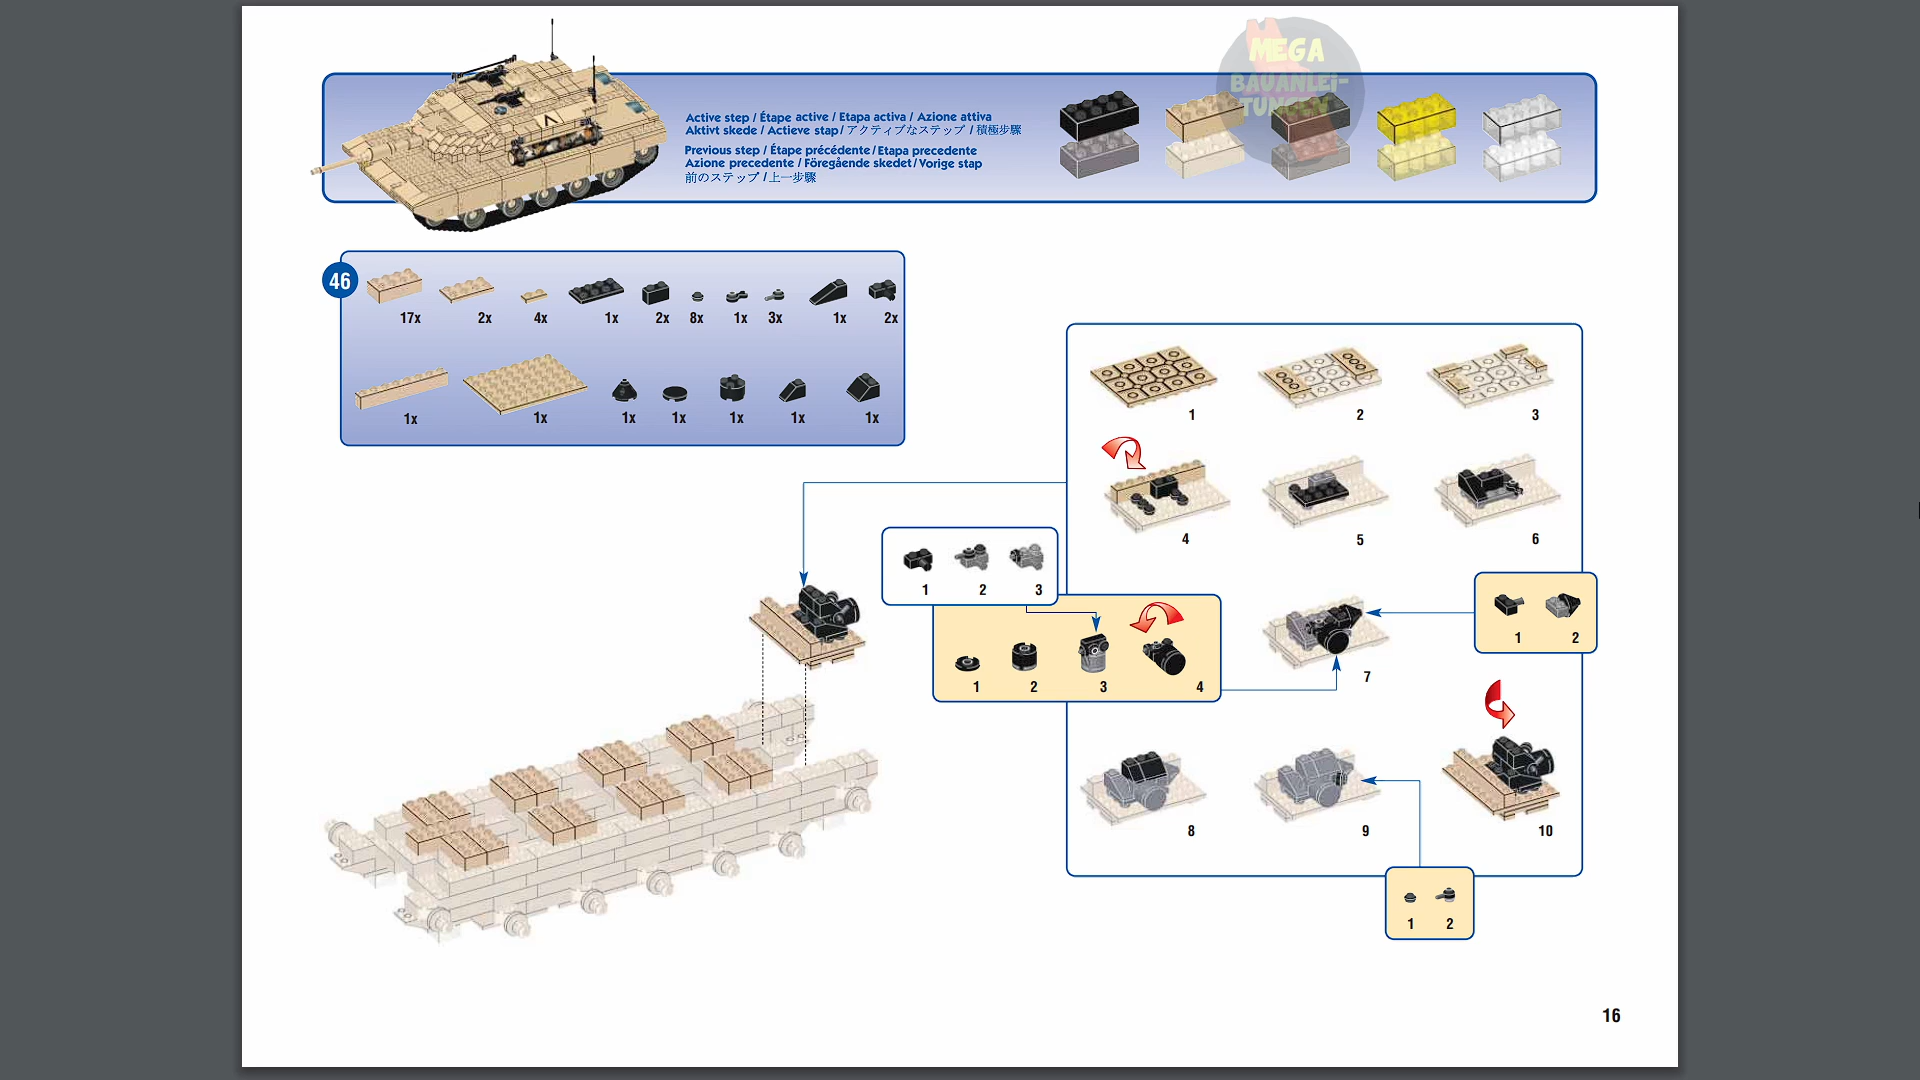 MEGA
BAUANLEI-
TUNGEN
Active step / Étape active / Etapa activa / Azione attiva
Aktivt skede / Actieve stap / アクティブなステップ / 積極步驟
Previous step / Étape précédente / Etapa precedente
Azione precedente / Föregående skedet / Vorige stap
前のステップ / 上一步驟
46
17x 2x 4x 1x 2x 8x 1x 3x 1x 2x
1x 1x 1x 1x 1x 1x 1x
1 2 3
4 5 6
1 2 3
1 2
1 2 3 4
7
8 9 10
1 2
16